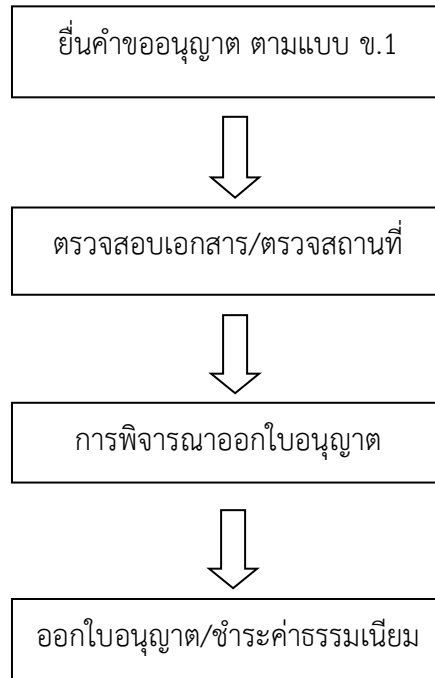 ยื่นคำขออนุญาต ตามแบบ ข.1
ตรวจสอบเอกสาร/ตรวจสถานที่
การพิจารณาออกใบอนุญาต
ออกใบอนุญาต/ชำระค่าธรรมเนียม